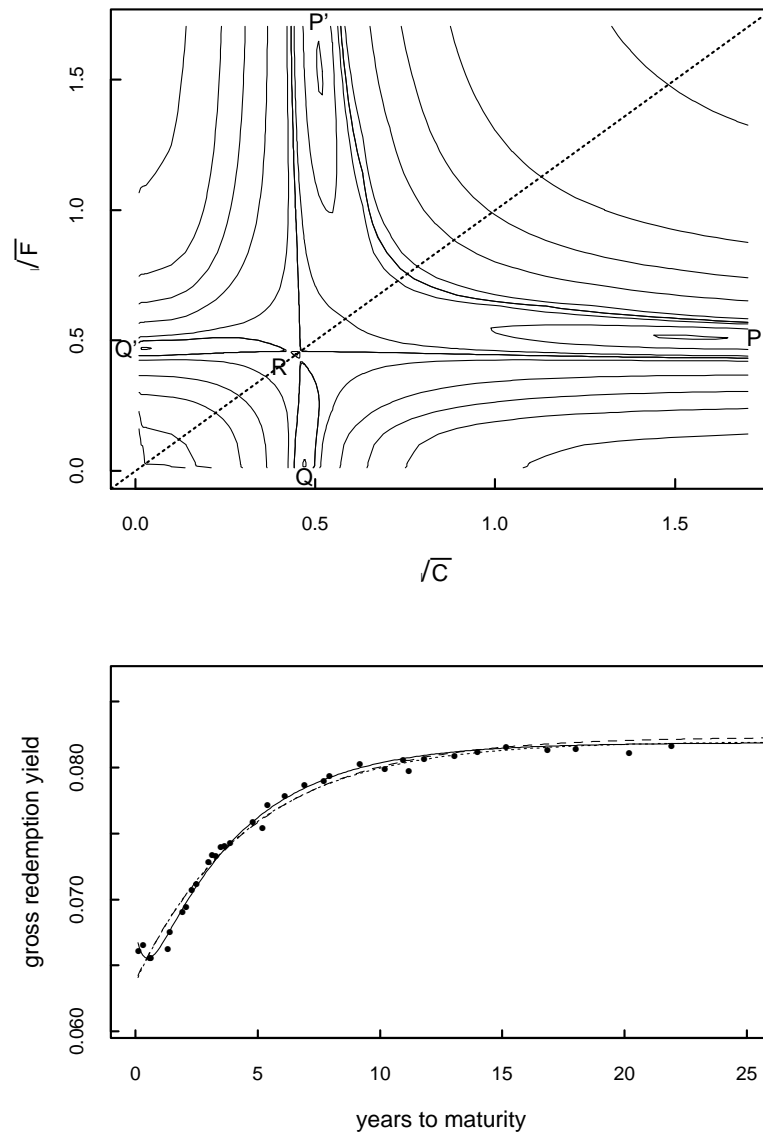 P'
1.5
1.0
√F
0.5
Q'
P
R
0.0
Q
0.0 0.5 1.0 1.5
√C
0.080
gross redemption yield
0.070
0.060
0 5 10 15 20 25
years to maturity